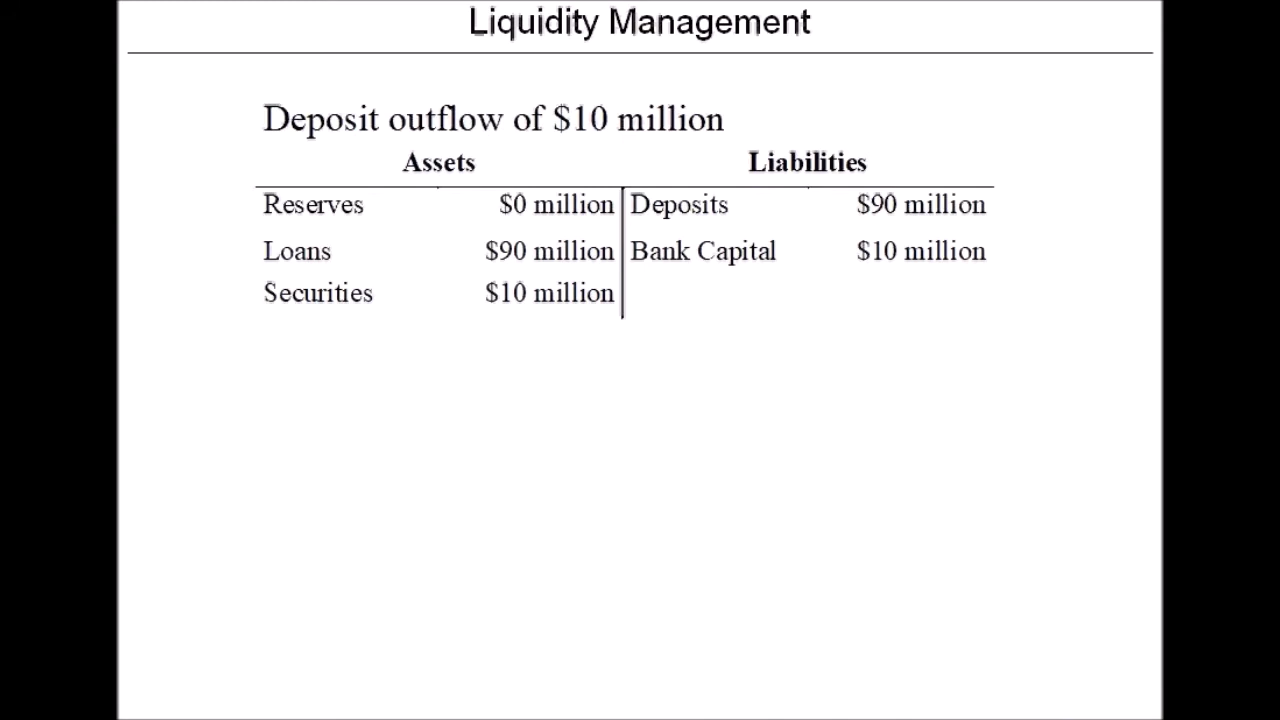 Liquidity Management
Deposit outflow of $10 million
Assets Liabilities
Reserves $0 million Deposits $90 million
Loans $90 million Bank Capital $10 million
Securities $10 million